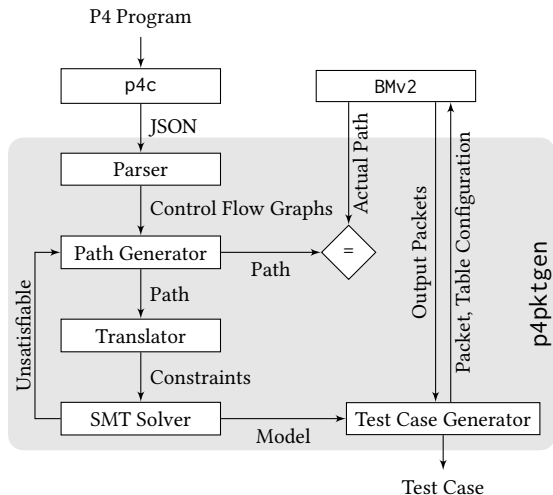 P4 Program
p4c
BMv2
JSON
Parser
Actual Path
Control Flow Graphs
Path Generator
=
Path
Path
Output Packets
Packet, Table Configuration
p4pktgen
Unsatisfiable
Translator
Constraints
SMT Solver
Model
Test Case Generator
Test Case